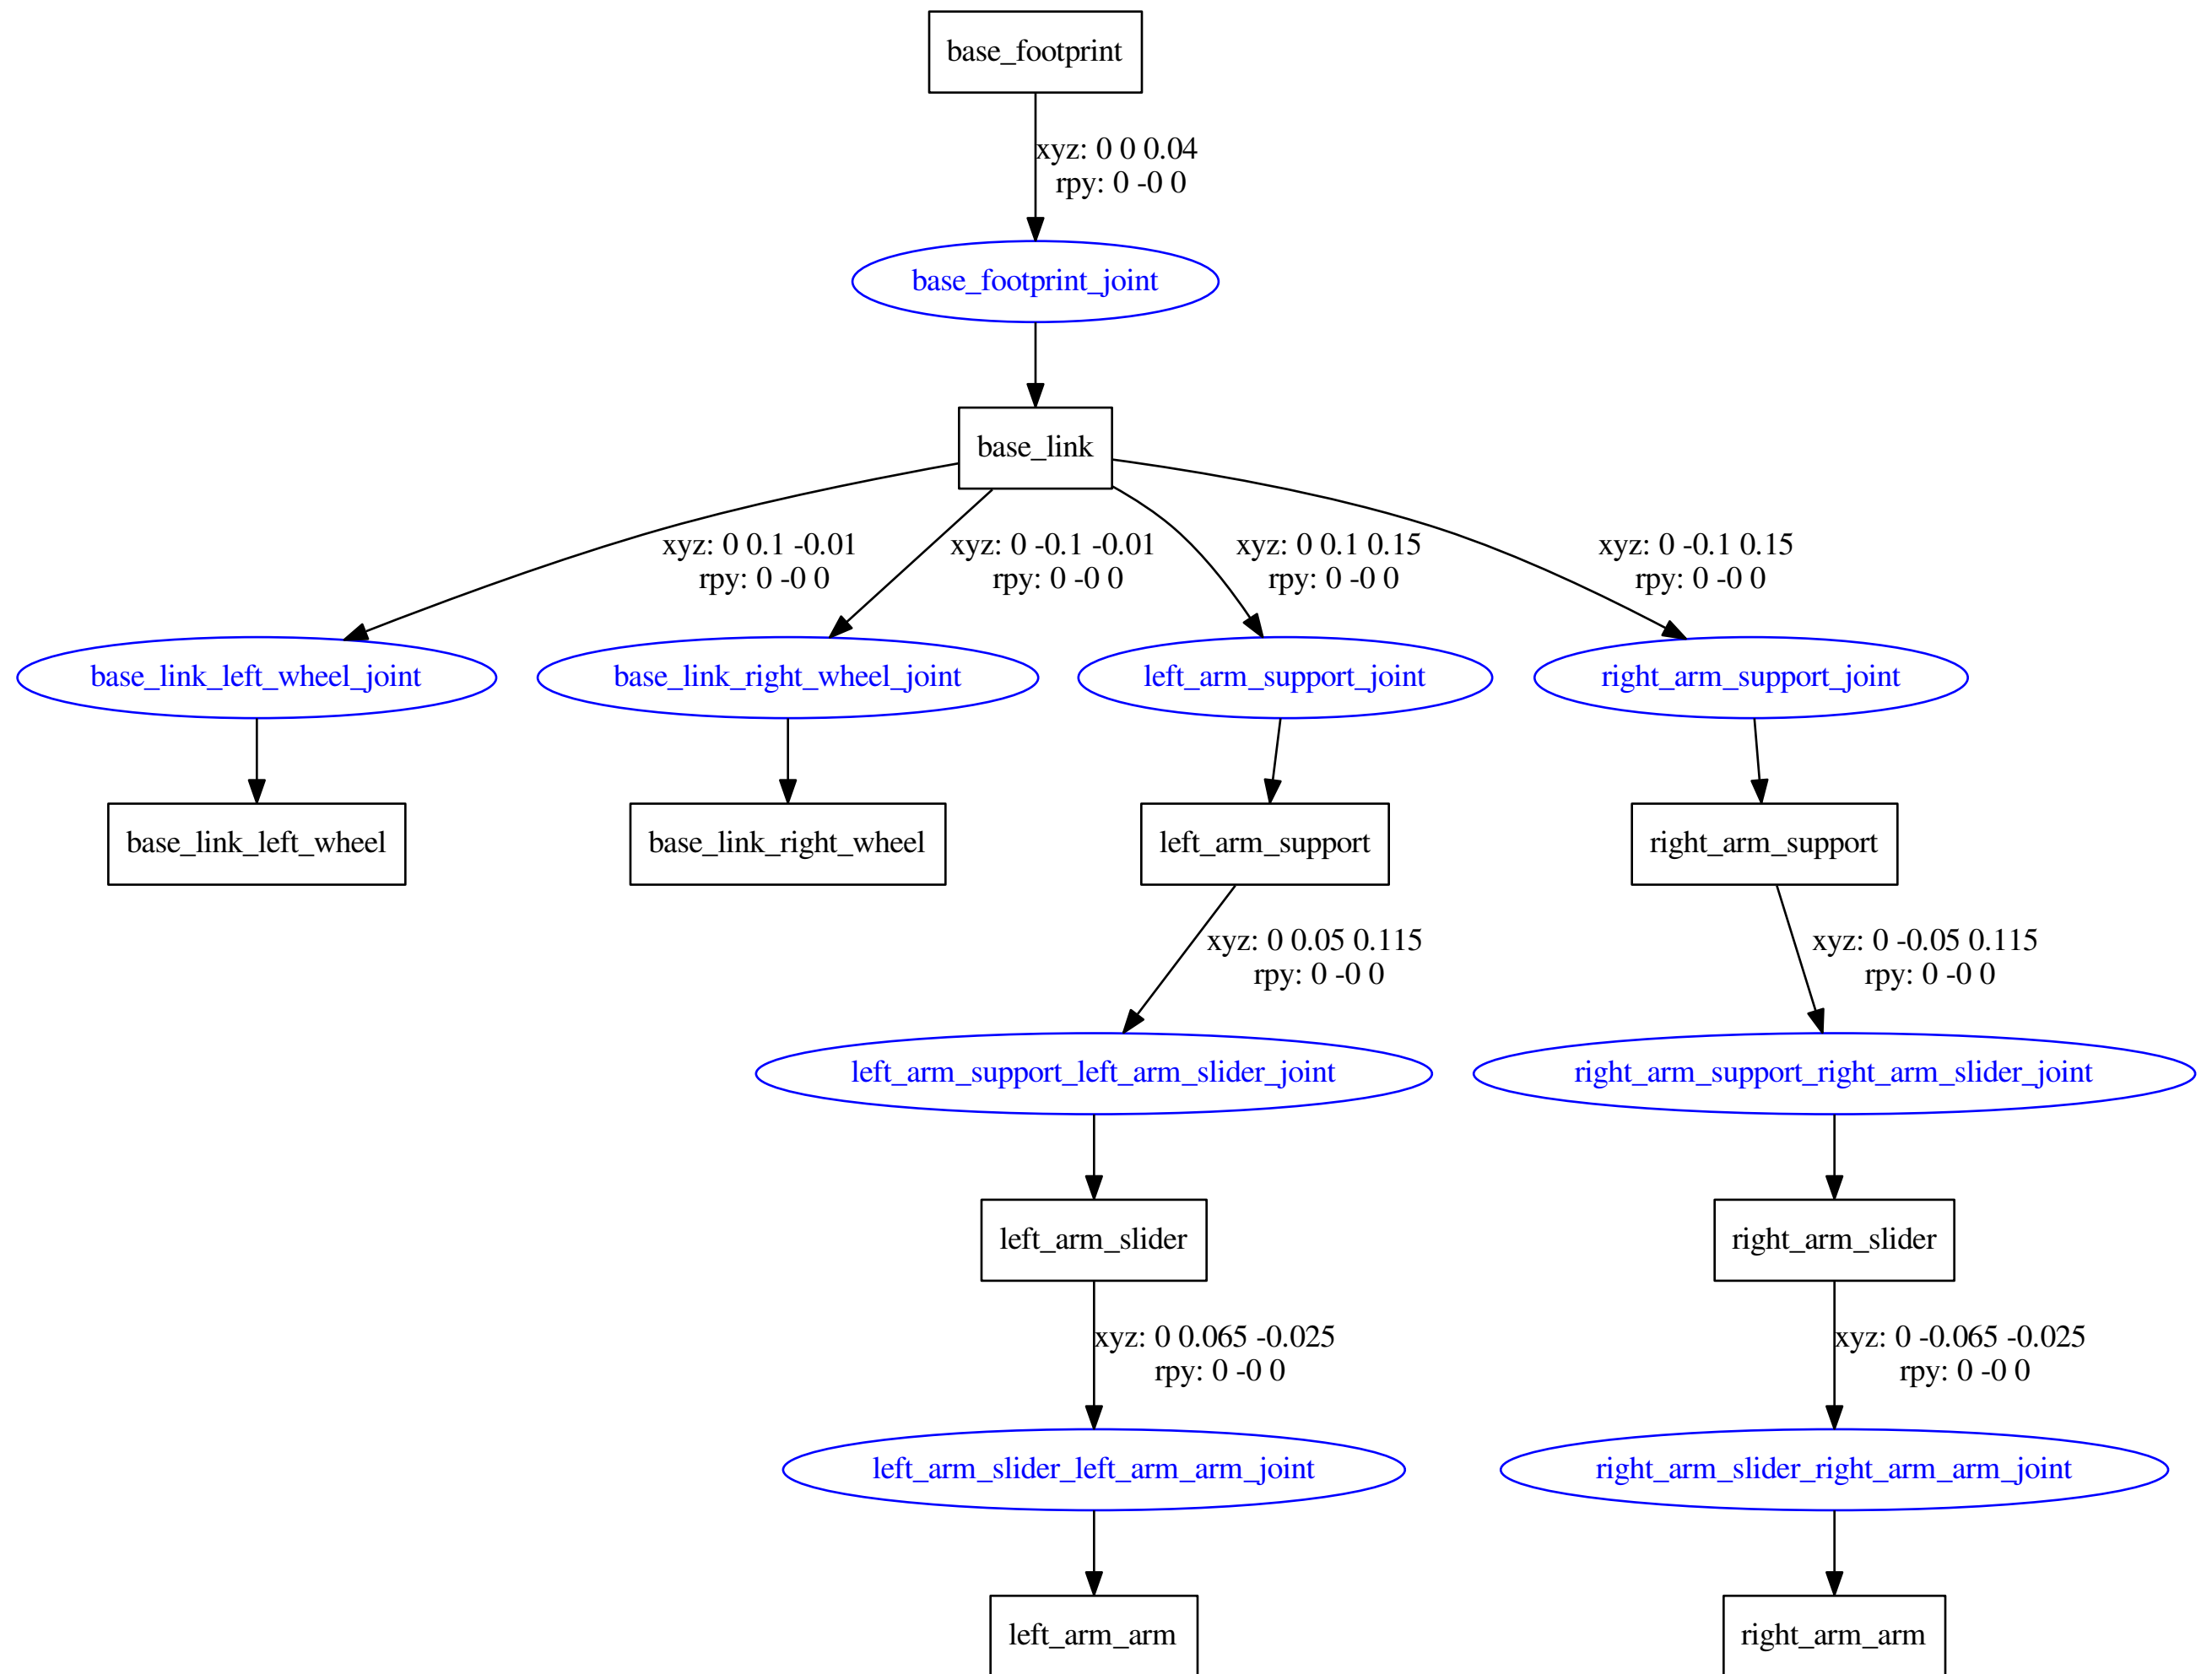 base_footprint
xyz: 0 0 0.04
rpy: 0 -0 0
base_footprint_joint
base_link
xyz: 0 0.1 -0.01
rpy: 0 -0 0
xyz: 0 -0.1 -0.01
rpy: 0 -0 0
xyz: 0 0.1 0.15
rpy: 0 -0 0
xyz: 0 -0.1 0.15
rpy: 0 -0 0
base_link_left_wheel_joint
base_link_right_wheel_joint
left_arm_support_joint
right_arm_support_joint
base_link_left_wheel
base_link_right_wheel
left_arm_support
right_arm_support
xyz: 0 0.05 0.115
rpy: 0 -0 0
xyz: 0 -0.05 0.115
rpy: 0 -0 0
left_arm_support_left_arm_slider_joint
right_arm_support_right_arm_slider_joint
left_arm_slider
right_arm_slider
xyz: 0 0.065 -0.025
rpy: 0 -0 0
xyz: 0 -0.065 -0.025
rpy: 0 -0 0
left_arm_slider_left_arm_arm_joint
right_arm_slider_right_arm_arm_joint
left_arm_arm
right_arm_arm